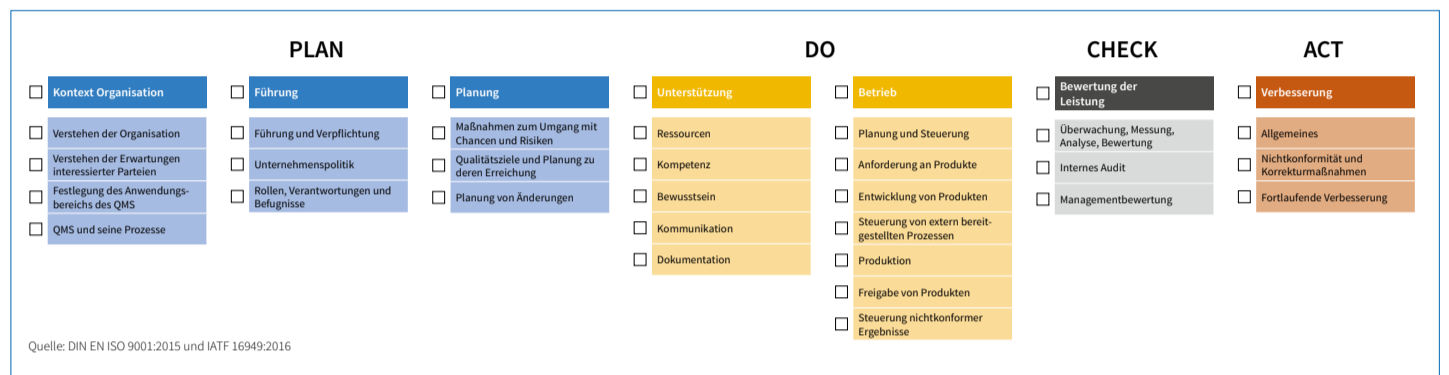 PLAN
DO
CHECK
ACT
Kontext Organisation
Verstehen der Organisation
Verstehen der Erwartungen
interessierter Parteien
Festlegung des Anwendungs-
bereichs des QMS
QMS und seine Prozesse
Führung
Führung und Verpflichtung
Unternehmenspolitik
Rollen, Verantwortungen und
Befugnisse
Planung
Maßnahmen zum Umgang mit
Chancen und Risiken
Qualitätsziele und Planung zu
deren Erreichung
Planung von Änderungen
Unterstützung
Ressourcen
Kompetenz
Bewusstsein
Kommunikation
Dokumentation
Betrieb
Planung und Steuerung
Anforderung an Produkte
Entwicklung von Produkten
Steuerung von extern bereit-
gestellten Prozessen
Produktion
Freigabe von Produkten
Steuerung nichtkonformer
Ergebnisse
Bewertung der
Leistung
Überwachung, Messung,
Analyse, Bewertung
Internes Audit
Managementbewertung
Verbesserung
Allgemeines
Nichtkonformität und
Korrekturmaßnahmen
Fortlaufende Verbesserung
Quelle: DIN EN ISO 9001:2015 und IATF 16949:2016